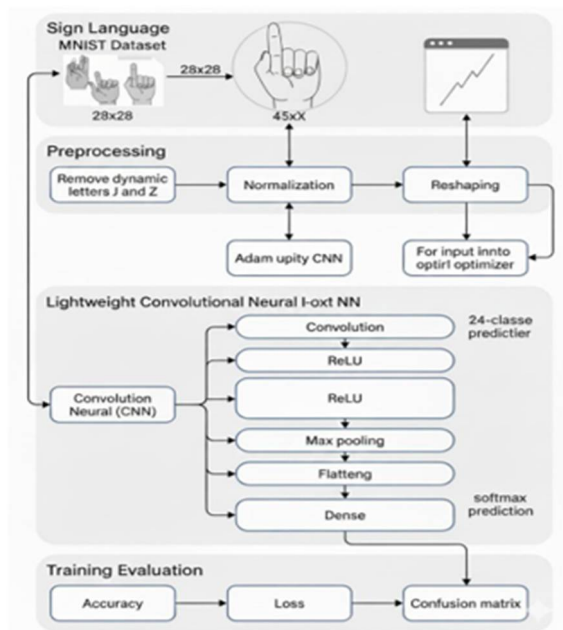 Sign Language
MNIST Dataset
28x28
28x28
45xX
Preprocessing
Remove dynamic
letters J and Z
Normalization
Reshaping
Adam upity CNN
For input innto
optir1 optimizer
Lightweight Convolutional Neural I-oxt NN
Convolution
24-classe
predictier
ReLU
Convolution
Neural (CNN)
ReLU
Max pooling
Flatteng
Dense
softmax
prediction
Training Evaluation
Accuracy
Loss
Confusion matrix